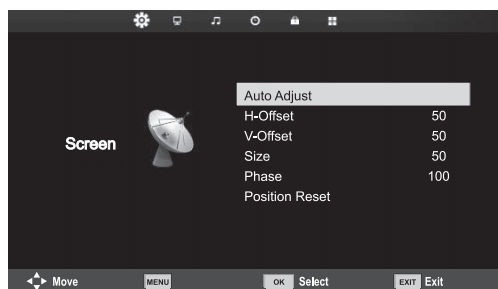 Screen
Auto Adjust
H-Offset 50
V-Offset 50
Size 50
Phase 100
Position Reset
Move MENU OK Select EXIT Exit